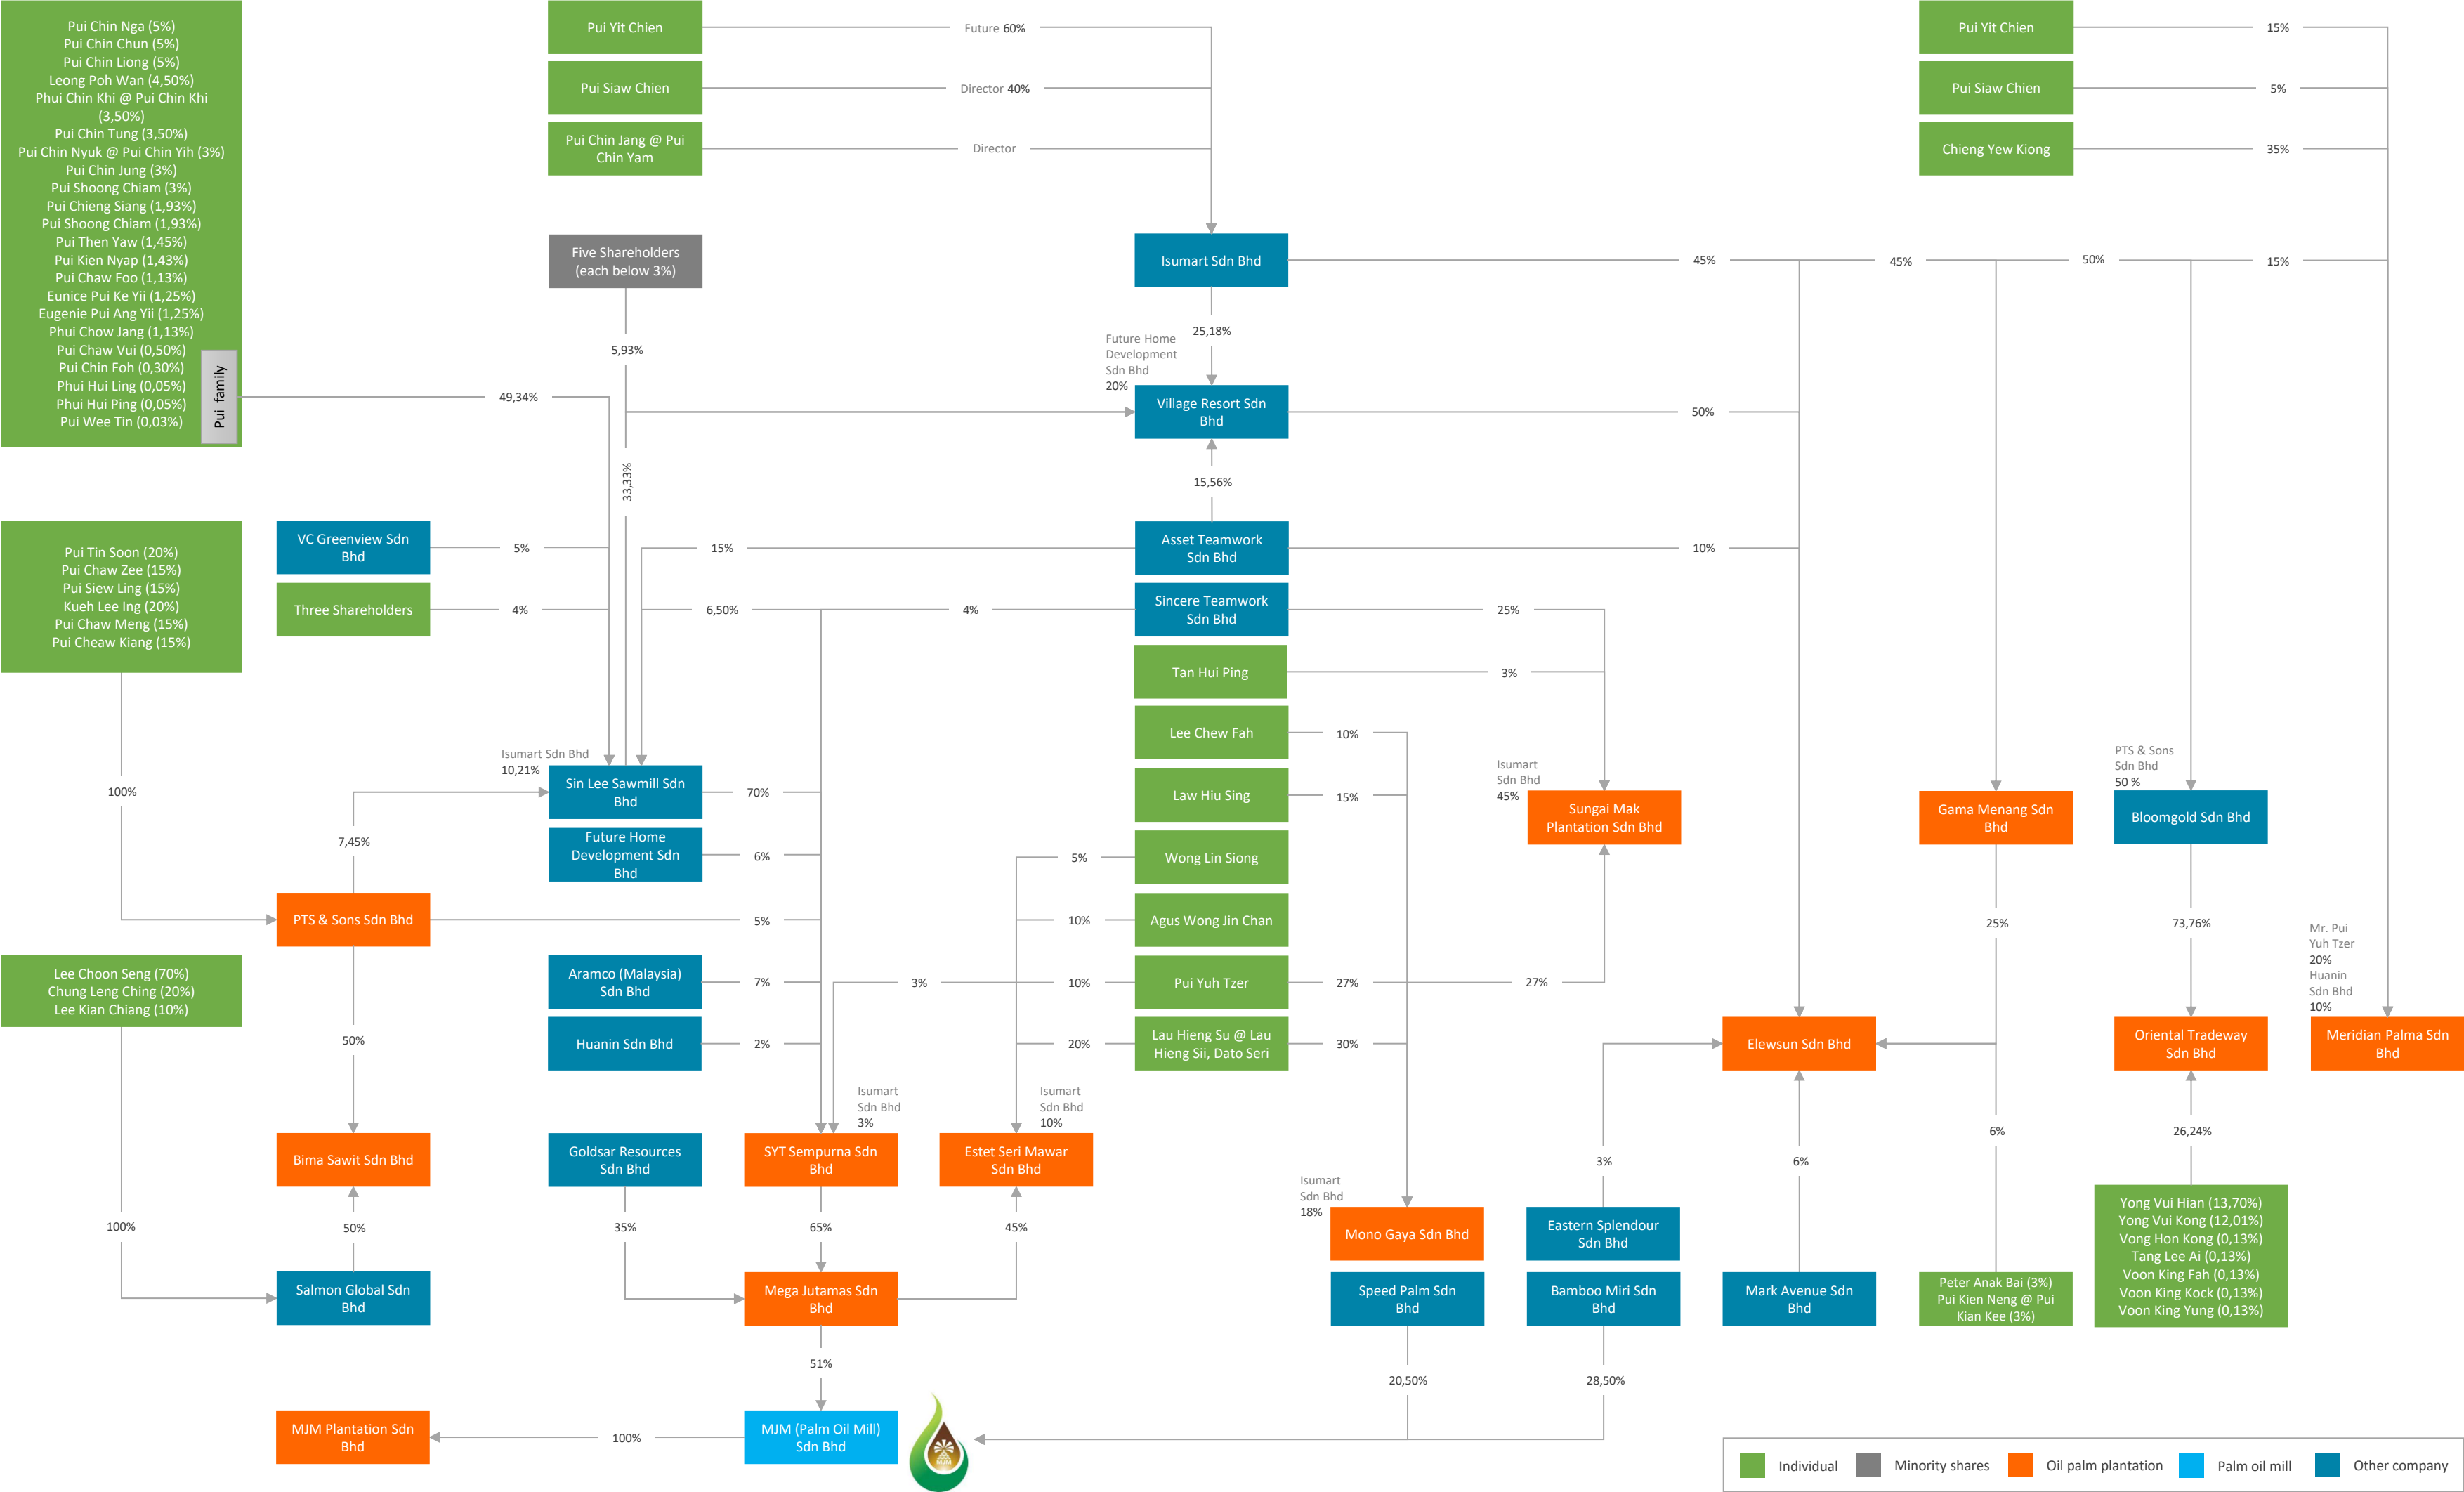 Pui Chin Nga (5%)
Pui Chin Chun (5%)
Pui Chin Liong (5%)
Leong Poh Wan (4,50%)
Phui Chin Khi @ Pui Chin Khi
(3,50%)
Pui Chin Tung (3,50%)
Pui Chin Nyuk @ Pui Chin Yih (3%)
Pui Chin Jung (3%)
Pui Shoong Chiam (3%)
Pui Chieng Siang (1,93%)
Pui Shoong Chiam (1,93%)
Pui Then Yaw (1,45%)
Pui Kien Nyap (1,43%)
Pui Chaw Foo (1,13%)
Eunice Pui Ke Yii (1,25%)
Eugenie Pui Ang Yii (1,25%)
Phui Chow Jang (1,13%)
Pui Chaw Vui (0,50%)
Pui Chin Foh (0,30%)
Phui Hui Ling (0,05%)
Phui Hui Ping (0,05%)
Pui Wee Tin (0,03%)
Pui family
49,34%
Pui Yit Chien
Future 60%
Pui Siaw Chien
Director 40%
Pui Chin Jang @ Pui
Chin Yam
Director
Pui Yit Chien
15%
Pui Siaw Chien
5%
Chieng Yew Kiong
35%
Five Shareholders
(each below 3%)
5,93%
33,33%
Isumart Sdn Bhd
45%
45%
50%
15%
25,18%
Future Home
Development
Sdn Bhd
20%
Village Resort Sdn
Bhd
50%
15,56%
Pui Tin Soon (20%)
Pui Chaw Zee (15%)
Pui Siew Ling (15%)
Kueh Lee Ing (20%)
Pui Chaw Meng (15%)
Pui Cheaw Kiang (15%)
100%
VC Greenview Sdn
Bhd
5%
15%
Asset Teamwork
Sdn Bhd
10%
Three Shareholders
4%
6,50%
4%
Sincere Teamwork
Sdn Bhd
25%
Tan Hui Ping
3%
Lee Chew Fah
10%
Law Hiu Sing
15%
Isumart Sdn Bhd
10,21%
Sin Lee Sawmill Sdn
Bhd
70%
Isumart
Sdn Bhd
45%
Sungai Mak
Plantation Sdn Bhd
Gama Menang Sdn
Bhd
PTS & Sons
Sdn Bhd
50 %
Bloomgold Sdn Bhd
7,45%
Future Home
Development Sdn
Bhd
6%
5%
Wong Lin Siong
PTS & Sons Sdn Bhd
5%
10%
Agus Wong Jin Chan
25%
73,76%
Mr. Pui
Yuh Tzer
20%
Huanin
Sdn Bhd
10%
Lee Choon Seng (70%)
Chung Leng Ching (20%)
Lee Kian Chiang (10%)
Aramco (Malaysia)
Sdn Bhd
7%
3%
10%
Pui Yuh Tzer
27%
27%
50%
Huanin Sdn Bhd
2%
20%
Lau Hieng Su @ Lau
Hieng Sii, Dato Seri
30%
Elewsun Sdn Bhd
Oriental Tradeway
Sdn Bhd
Meridian Palma Sdn
Bhd
Isumart
Sdn Bhd
3%
Isumart
Sdn Bhd
10%
Bima Sawit Sdn Bhd
Goldsar Resources
Sdn Bhd
SYT Sempurna Sdn
Bhd
Estet Seri Mawar
Sdn Bhd
3%
6%
6%
26,24%
100%
50%
35%
65%
45%
Isumart
Sdn Bhd
18%
Mono Gaya Sdn Bhd
Eastern Splendour
Sdn Bhd
Yong Vui Hian (13,70%)
Yong Vui Kong (12,01%)
Vong Hon Kong (0,13%)
Tang Lee Ai (0,13%)
Voon King Fah (0,13%)
Voon King Kock (0,13%)
Voon King Yung (0,13%)
Salmon Global Sdn
Bhd
Mega Jutamas Sdn
Bhd
Speed Palm Sdn
Bhd
Bamboo Miri Sdn
Bhd
Mark Avenue Sdn
Bhd
Peter Anak Bai (3%)
Pui Kien Neng @ Pui
Kian Kee (3%)
51%
20,50%
28,50%
MJM Plantation Sdn
Bhd
100%
MJM (Palm Oil Mill)
Sdn Bhd
MJM
Individual
Minority shares
Oil palm plantation
Palm oil mill
Other company